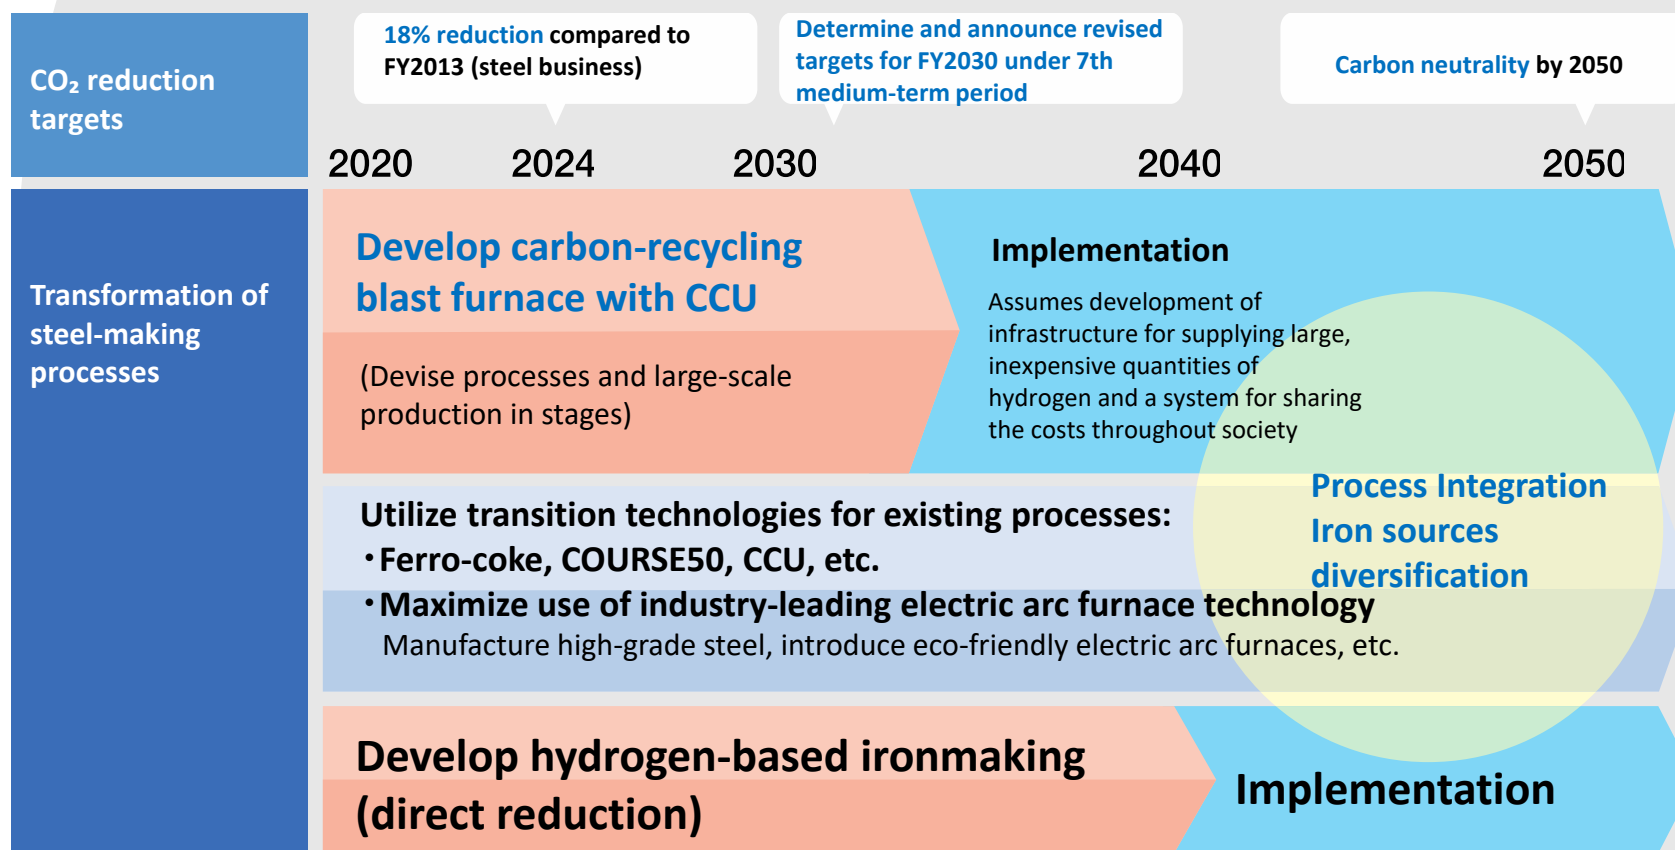 CO₂ reduction
targets
18% reduction compared to
FY2013 (steel business)
Determine and announce revised
targets for FY2030 under 7th
medium-term period
Carbon neutrality by 2050
2020 2024 2030 2040 2050
Transformation of
steel-making
processes
Develop carbon-recycling
blast furnace with CCU
(Devise processes and large-scale
production in stages)
Implementation
Assumes development of
infrastructure for supplying large,
inexpensive quantities of
hydrogen and a system for sharing
the costs throughout society
Utilize transition technologies for existing processes:
・Ferro-coke, COURSE50, CCU, etc.
・Maximize use of industry-leading electric arc furnace technology
Manufacture high-grade steel, introduce eco-friendly electric arc furnaces, etc.
Process Integration
Iron sources
diversification
Develop hydrogen-based ironmaking
(direct reduction)
Implementation